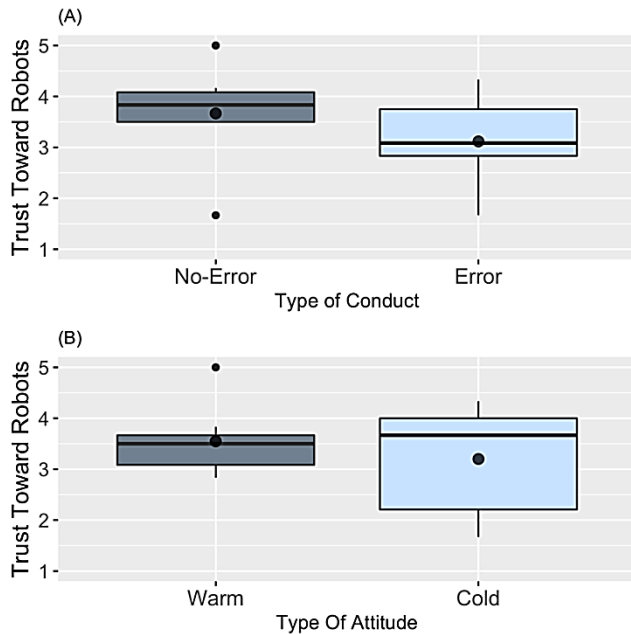 (A)
Trust Toward Robots
5
4
3
2
1
No-Error Error
Type of Conduct
(B)
Trust Toward Robots
5
4
3
2
1
Warm Cold
Type Of Attitude